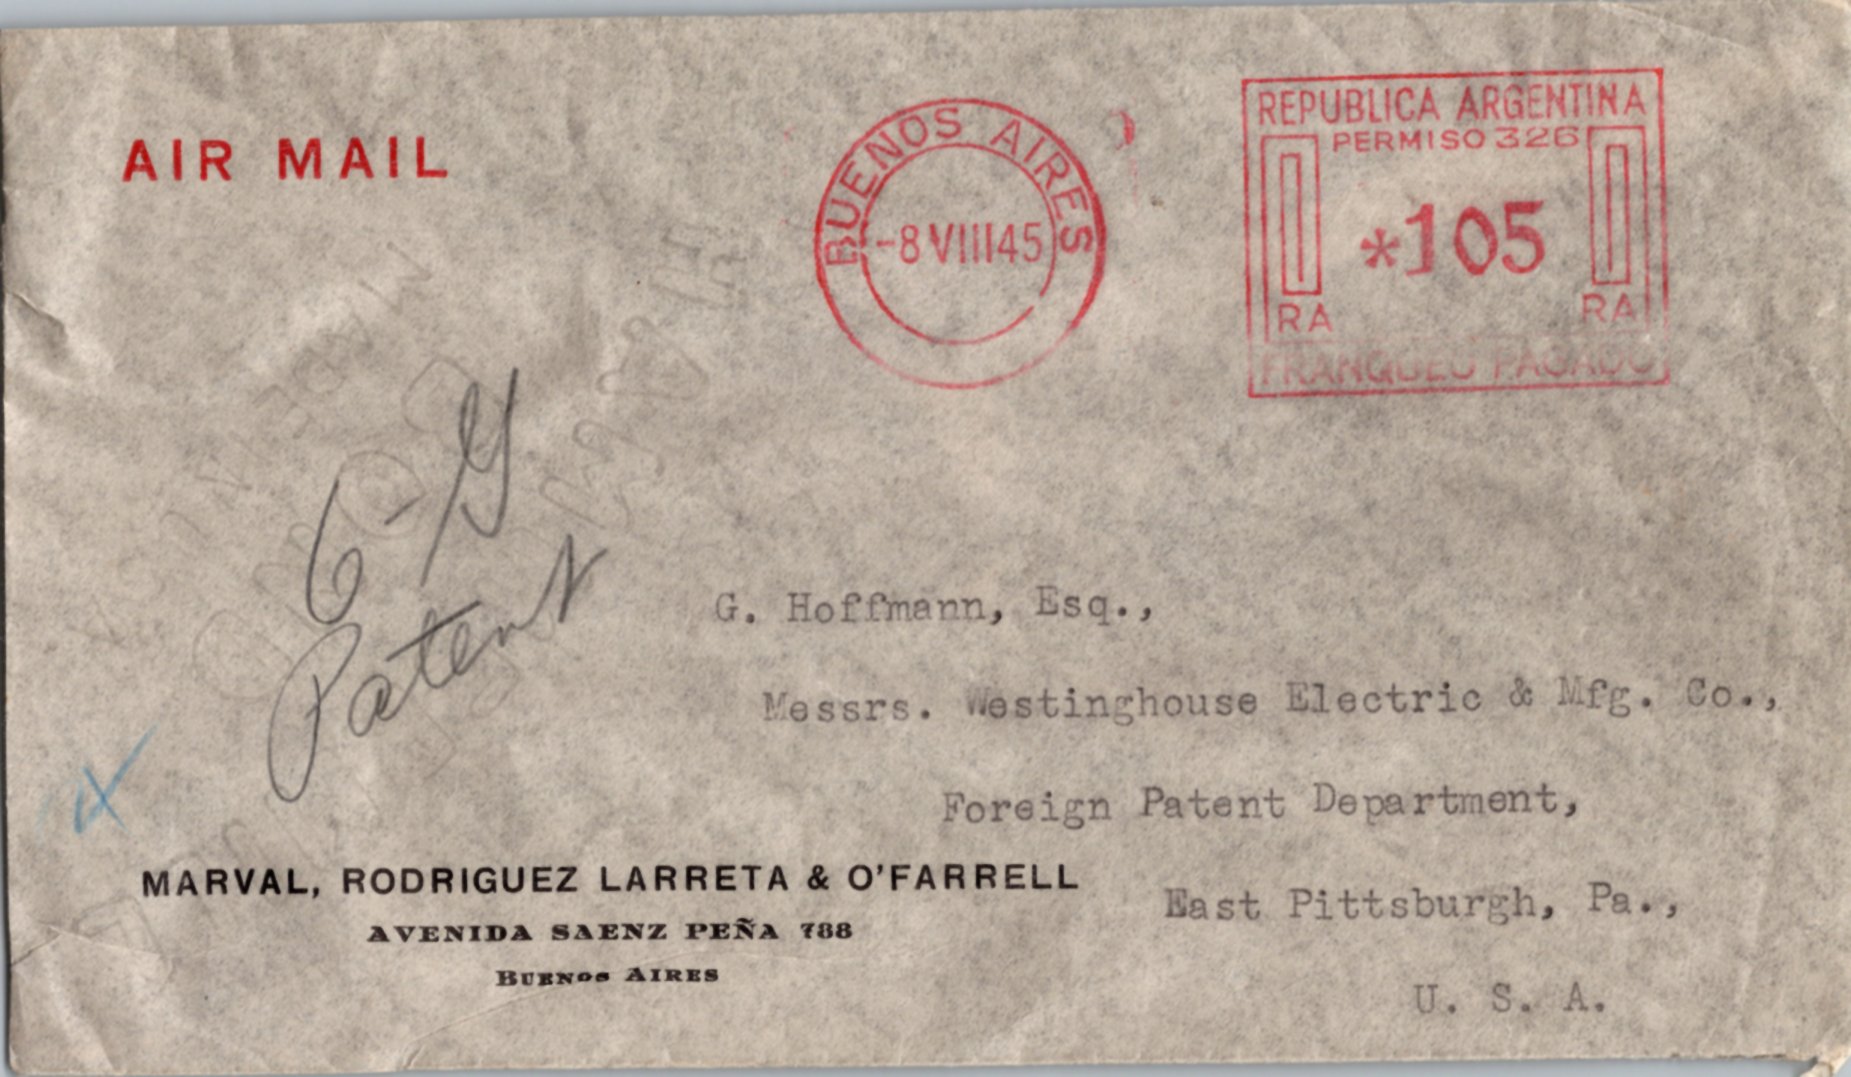 AIR MAIL
BUENOS AIRES
-8 VIII 45
REPUBLICA ARGENTINA
PERMISO 326
*105
RA RA
FRANQUEO PAGADO
Patent
G. Hoffmann, Esq.,
Messrs. Westinghouse Electric & Mfg. Co.,
Foreign Patent Department,
East Pittsburgh, Pa.,
U. S. A.
MARVAL, RODRIGUEZ LARRETA & O'FARRELL
AVENIDA SAENZ PEÑA 788
BUENOS AIRES